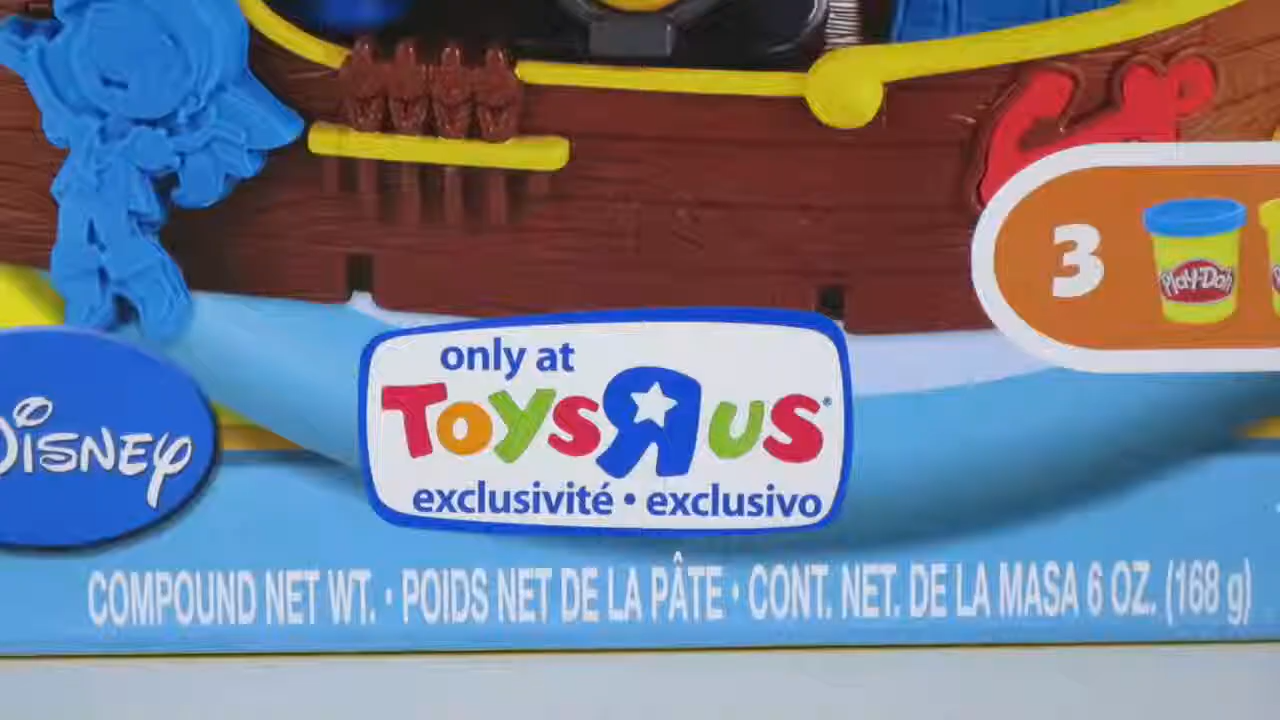 3
Play-Doh
only at
ToysRus®
exclusivité • exclusivo
Disney
COMPOUND NET WT. • POIDS NET DE LA PÂTE • CONT. NET. DE LA MASA 6 OZ. (168 g)